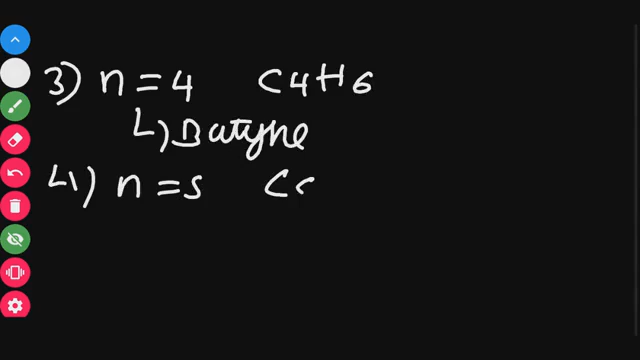 3) n = 4 C4H6
L) Butyne
4) n = 5 C